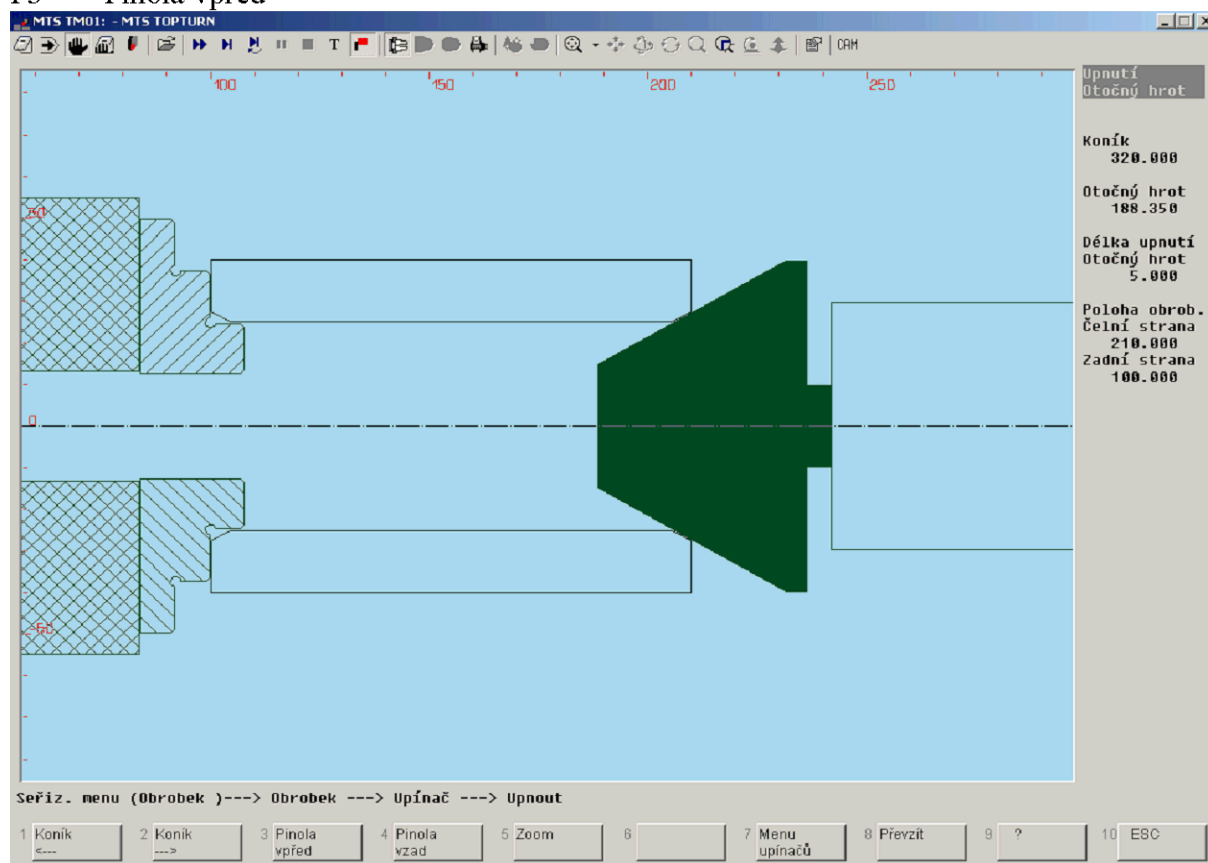 F3 Pinola vpřed
MTS TM01: - MTS TOPTURN
T CAM
100 150 200 250
Upnutí
Otočný hrot
Koník
320.000
Otočný hrot
188.350
Délka upnutí
Otočný hrot
5.000
Poloha obrob.
Čelní strana
210.000
Zadní strana
100.000
50
0
-50
Seřiz. menu (Obrobek )---> Obrobek ---> Upínač ---> Upnout
1 Koník <---
2 Koník --->
3 Pinola vpřed
4 Pinola vzad
5 Zoom
6
7 Menu upínačů
8 Převzít
9 ?
10 ESC